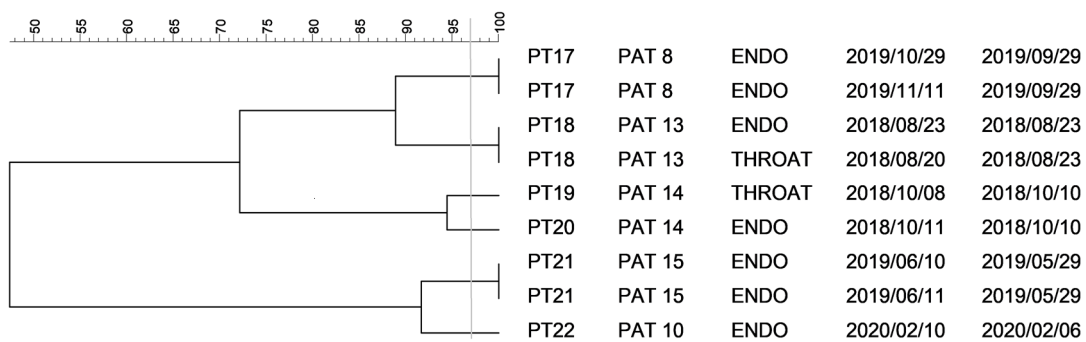 50 55 60 65 70 75 80 85 90 95 100
PT17 PAT 8 ENDO 2019/10/29 2019/09/29
PT17 PAT 8 ENDO 2019/11/11 2019/09/29
PT18 PAT 13 ENDO 2018/08/23 2018/08/23
PT18 PAT 13 THROAT 2018/08/20 2018/08/23
PT19 PAT 14 THROAT 2018/10/08 2018/10/10
PT20 PAT 14 ENDO 2018/10/11 2018/10/10
PT21 PAT 15 ENDO 2019/06/10 2019/05/29
PT21 PAT 15 ENDO 2019/06/11 2019/05/29
PT22 PAT 10 ENDO 2020/02/10 2020/02/06